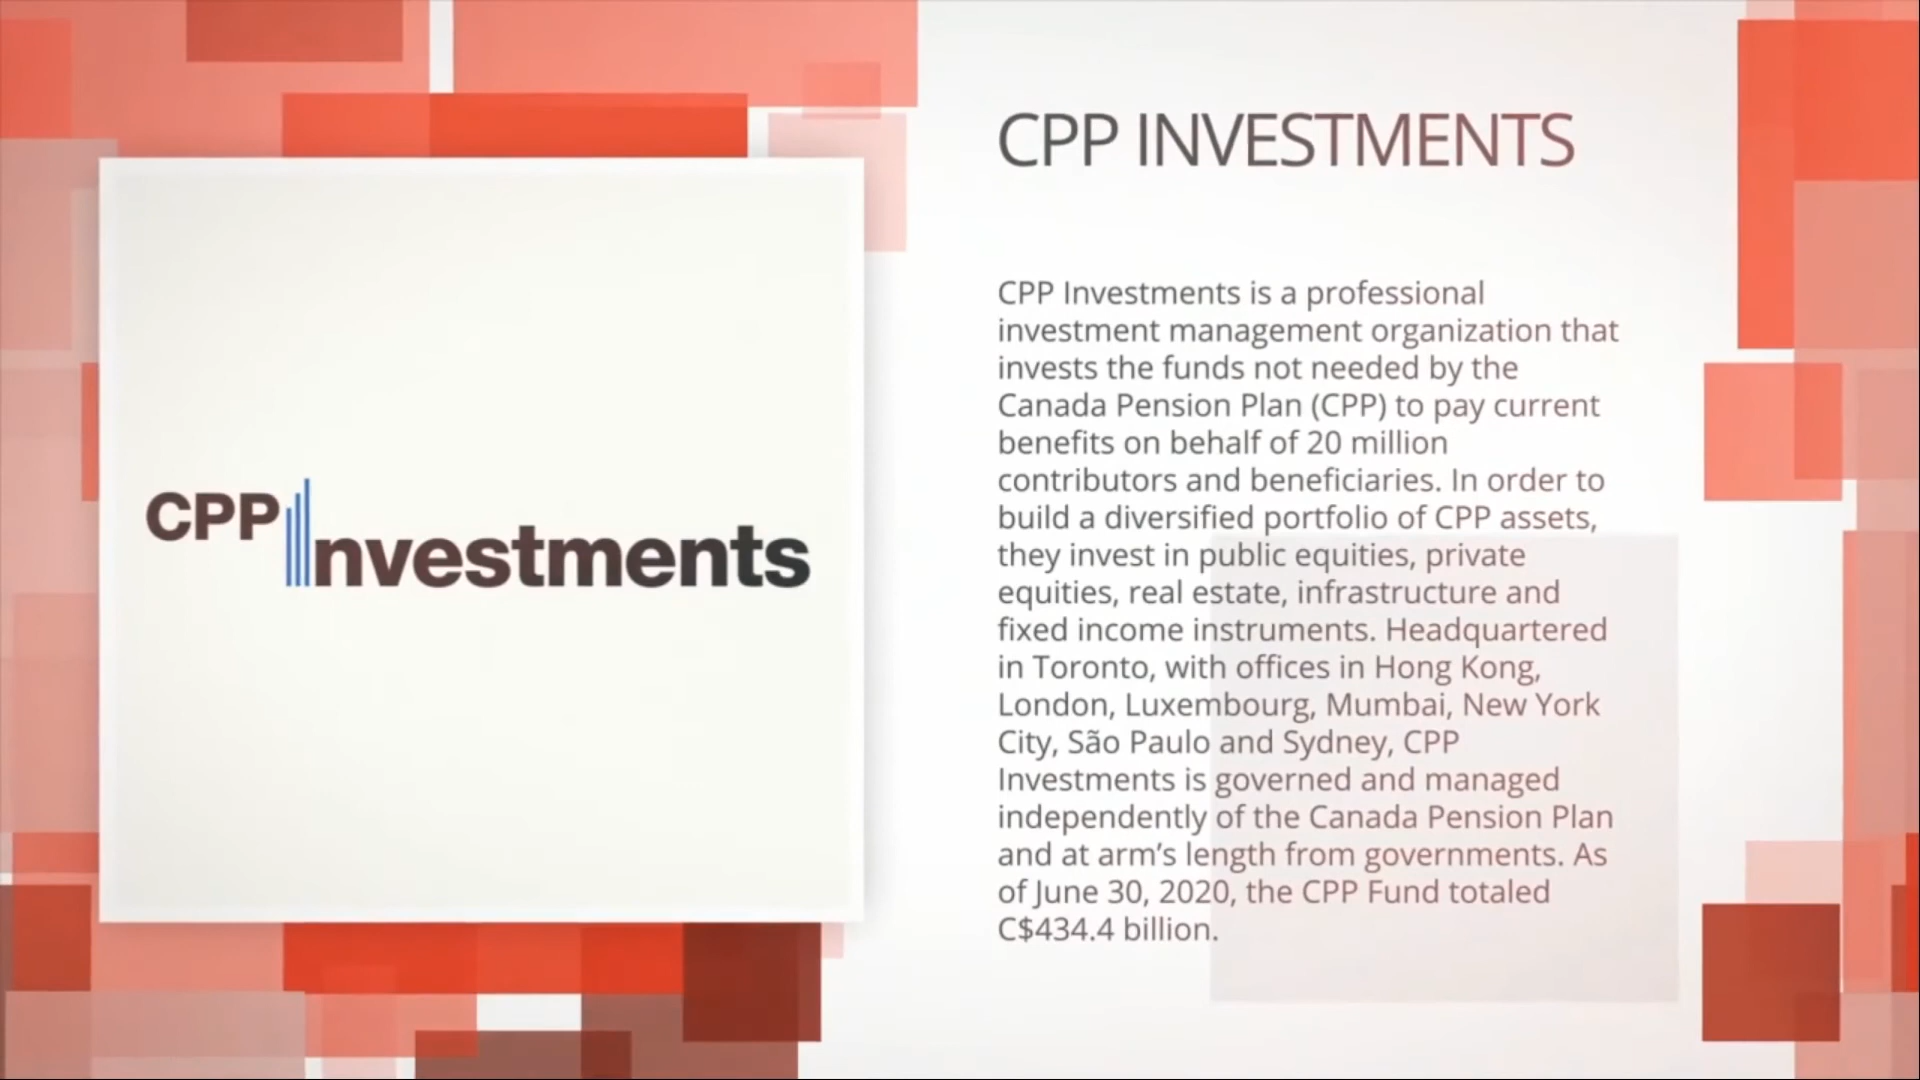 CPP Investments
CPP INVESTMENTS
CPP Investments is a professional
investment management organization that
invests the funds not needed by the
Canada Pension Plan (CPP) to pay current
benefits on behalf of 20 million
contributors and beneficiaries. In order to
build a diversified portfolio of CPP assets,
they invest in public equities, private
equities, real estate, infrastructure and
fixed income instruments. Headquartered
in Toronto, with offices in Hong Kong,
London, Luxembourg, Mumbai, New York
City, São Paulo and Sydney, CPP
Investments is governed and managed
independently of the Canada Pension Plan
and at arm’s length from governments. As
of June 30, 2020, the CPP Fund totaled
C$434.4 billion.